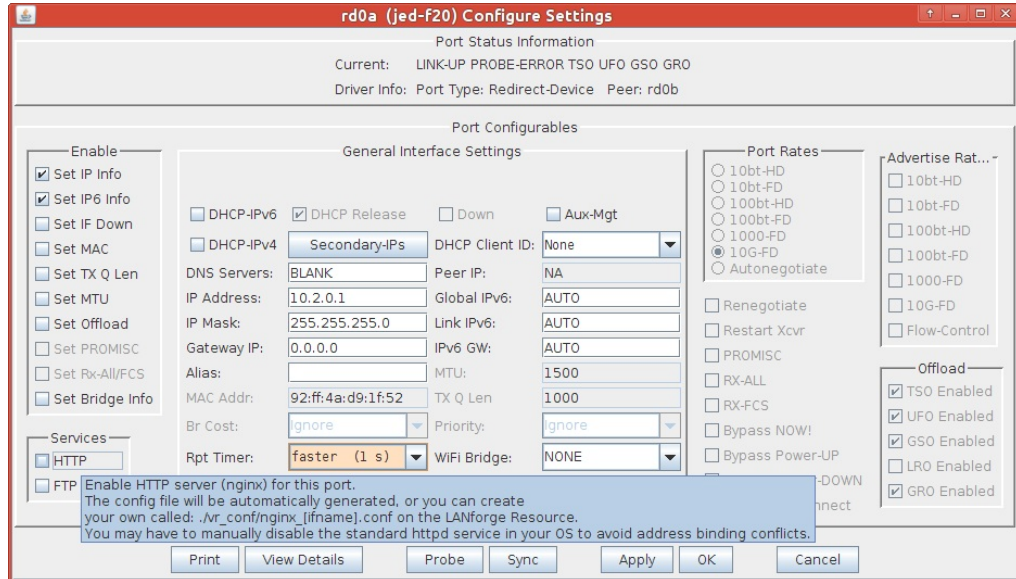 rd0a (jed-f20) Configure Settings
Port Status Information
Current: LINK-UP PROBE-ERROR TSO UFO GSO GRO
Driver Info: Port Type: Redirect-Device Peer: rd0b
Port Configurables
Enable
Set IP Info
Set IP6 Info
Set IF Down
Set MAC
Set TX Q Len
Set MTU
Set Offload
Set PROMISC
Set Rx-All/FCS
Set Bridge Info
Services
HTTP
FTP
General Interface Settings
DHCP-IPv6 DHCP Release Down Aux-Mgt
DHCP-IPv4 Secondary-IPs DHCP Client ID: None
DNS Servers: BLANK Peer IP: NA
IP Address: 10.2.0.1 Global IPv6: AUTO
IP Mask: 255.255.255.0 Link IPv6: AUTO
Gateway IP: 0.0.0.0 IPv6 GW: AUTO
Alias: MTU: 1500
MAC Addr: 92:ff:4a:d9:1f:52 TX Q Len 1000
Br Cost: Ignore Priority: Ignore
Rpt Timer: faster (1 s) WiFi Bridge: NONE
Port Rates
10bt-HD
10bt-FD
100bt-HD
100bt-FD
1000-FD
10G-FD
Autonegotiate
Renegotiate
Restart Xcvr
PROMISC
RX-ALL
RX-FCS
Bypass NOW!
Bypass Power-UP
-DOWN
nnect
Advertise Rat...
10bt-HD
10bt-FD
100bt-HD
100bt-FD
1000-FD
10G-FD
Flow-Control
Offload
TSO Enabled
UFO Enabled
GSO Enabled
LRO Enabled
GRO Enabled
Enable HTTP server (nginx) for this port.
The config file will be automatically generated, or you can create
your own called: ./vr_conf/nginx_[ifname].conf on the LANforge Resource.
You may have to manually disable the standard httpd service in your OS to avoid address binding conflicts.
Print View Details Probe Sync Apply OK Cancel